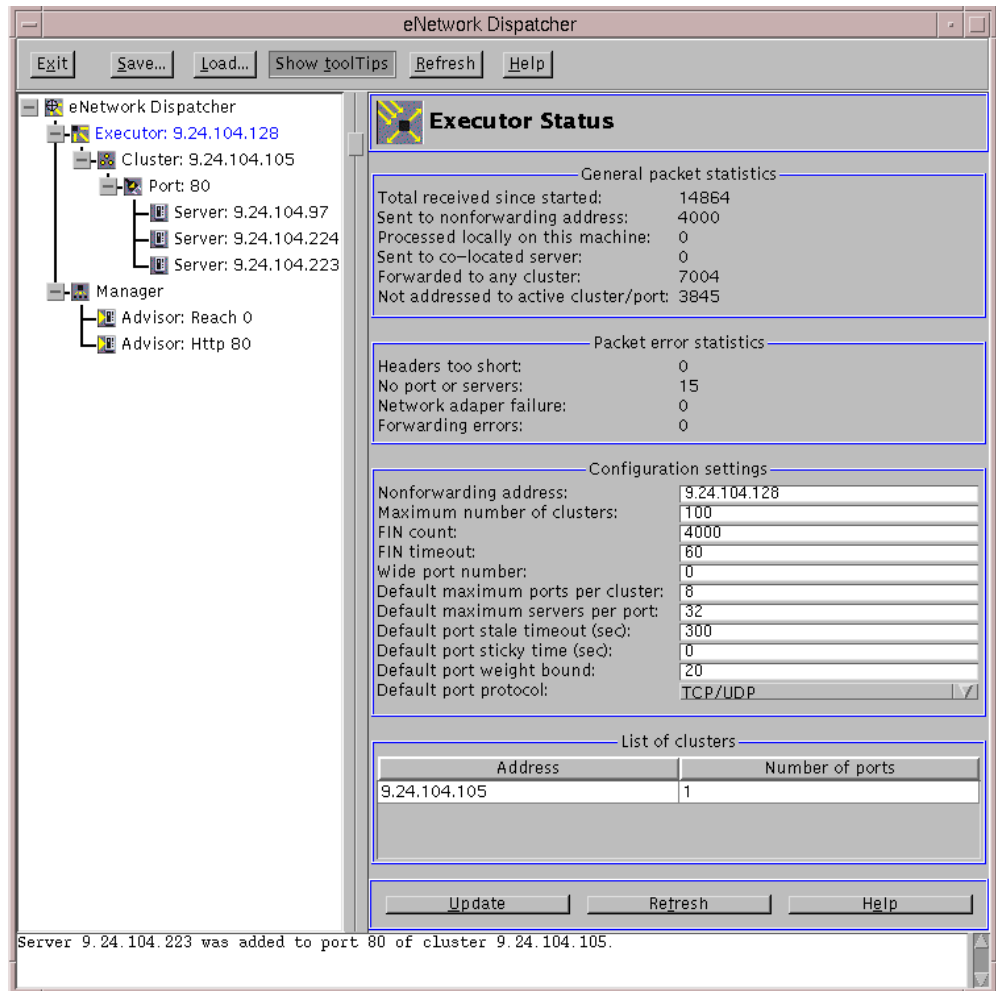 eNetwork Dispatcher
Exit Save... Load... Show toolTips Refresh Help
eNetwork Dispatcher
Executor: 9.24.104.128
Cluster: 9.24.104.105
Port: 80
Server: 9.24.104.97
Server: 9.24.104.224
Server: 9.24.104.223
Manager
Advisor: Reach 0
Advisor: Http 80
Executor Status
General packet statistics
Total received since started: 14864
Sent to nonforwarding address: 4000
Processed locally on this machine: 0
Sent to co-located server: 0
Forwarded to any cluster: 7004
Not addressed to active cluster/port: 3845
Packet error statistics
Headers too short: 0
No port or servers: 15
Network adaper failure: 0
Forwarding errors: 0
Configuration settings
Nonforwarding address: 9.24.104.128
Maximum number of clusters: 100
FIN count: 4000
FIN timeout: 60
Wide port number: 0
Default maximum ports per cluster: 8
Default maximum servers per port: 32
Default port stale timeout (sec): 300
Default port sticky time (sec): 0
Default port weight bound: 20
Default port protocol: TCP/UDP
List of clusters
Address Number of ports
9.24.104.105 1
Update Refresh Help
Server 9.24.104.223 was added to port 80 of cluster 9.24.104.105.